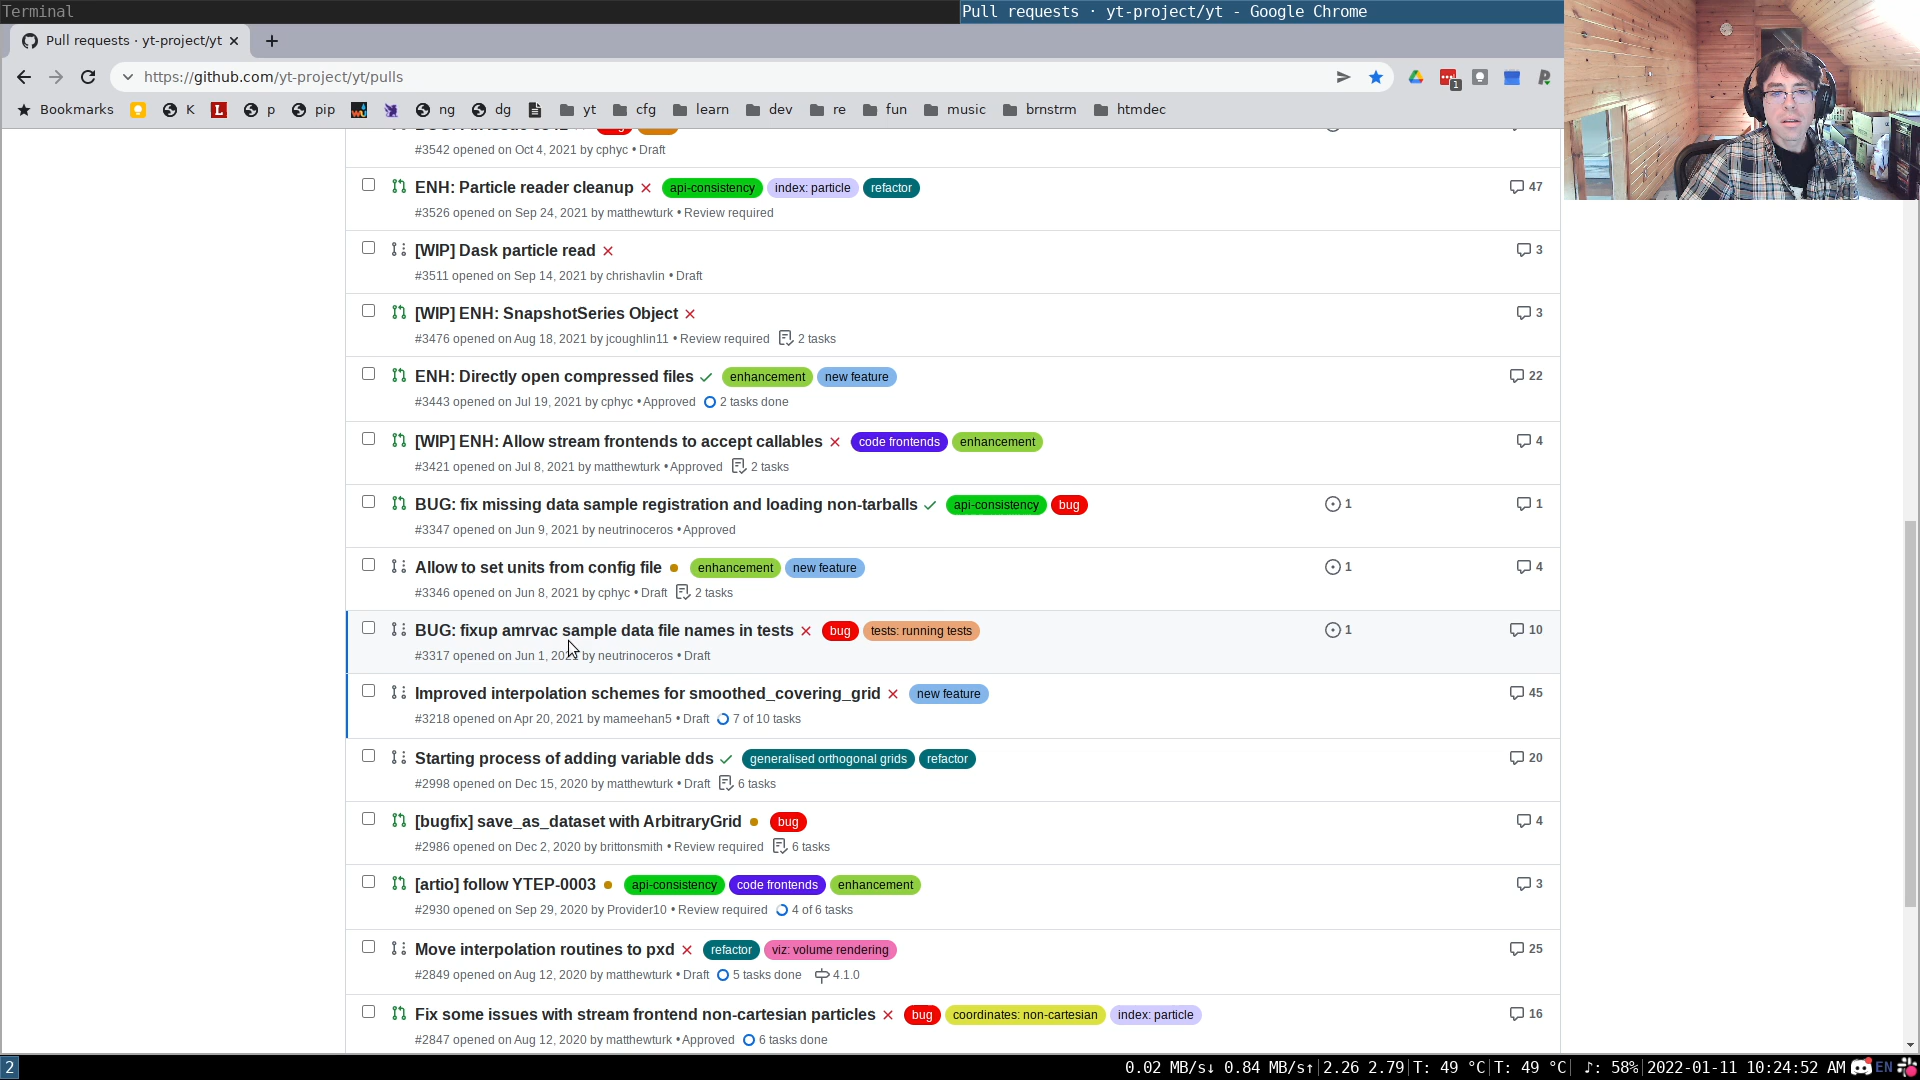 Terminal
Pull requests · yt-project/yt - Google Chrome
Pull requests · yt-project/yt
https://github.com/yt-project/yt/pulls
1
Bookmarks K p pip ng dg yt cfg learn dev re fun music brnstrm htmdec
#3542 opened on Oct 4, 2021 by cphyc • Draft
ENH: Particle reader cleanup api-consistency index: particle refactor 47
#3526 opened on Sep 24, 2021 by matthewturk • Review required
[WIP] Dask particle read 3
#3511 opened on Sep 14, 2021 by chrishavlin • Draft
[WIP] ENH: SnapshotSeries Object 3
#3476 opened on Aug 18, 2021 by jcoughlin11 • Review required 2 tasks
ENH: Directly open compressed files enhancement new feature 22
#3443 opened on Jul 19, 2021 by cphyc • Approved 2 tasks done
[WIP] ENH: Allow stream frontends to accept callables code frontends enhancement 4
#3421 opened on Jul 8, 2021 by matthewturk • Approved 2 tasks
BUG: fix missing data sample registration and loading non-tarballs api-consistency bug 1 1
#3347 opened on Jun 9, 2021 by neutrinoceros • Approved
Allow to set units from config file enhancement new feature 1 4
#3346 opened on Jun 8, 2021 by cphyc • Draft 2 tasks
BUG: fixup amrvac sample data file names in tests bug tests: running tests 1 10
#3317 opened on Jun 1, 2021 by neutrinoceros • Draft
Improved interpolation schemes for smoothed_covering_grid new feature 45
#3218 opened on Apr 20, 2021 by mameehan5 • Draft 7 of 10 tasks
Starting process of adding variable dds generalised orthogonal grids refactor 20
#2998 opened on Dec 15, 2020 by matthewturk • Draft 6 tasks
[bugfix] save_as_dataset with ArbitraryGrid bug 4
#2986 opened on Dec 2, 2020 by brittonsmith • Review required 6 tasks
[artio] follow YTEP-0003 api-consistency code frontends enhancement 3
#2930 opened on Sep 29, 2020 by Provider10 • Review required 4 of 6 tasks
Move interpolation routines to pxd refactor viz: volume rendering 25
#2849 opened on Aug 12, 2020 by matthewturk • Draft 5 tasks done 4.1.0
Fix some issues with stream frontend non-cartesian particles bug coordinates: non-cartesian index: particle 16
#2847 opened on Aug 12, 2020 by matthewturk • Approved 6 tasks done
2 0.02 MB/s↓ 0.84 MB/s↑ 2.26 2.79 T: 49 °C T: 49 °C ♪: 58% 2022-01-11 10:24:52 AM EN